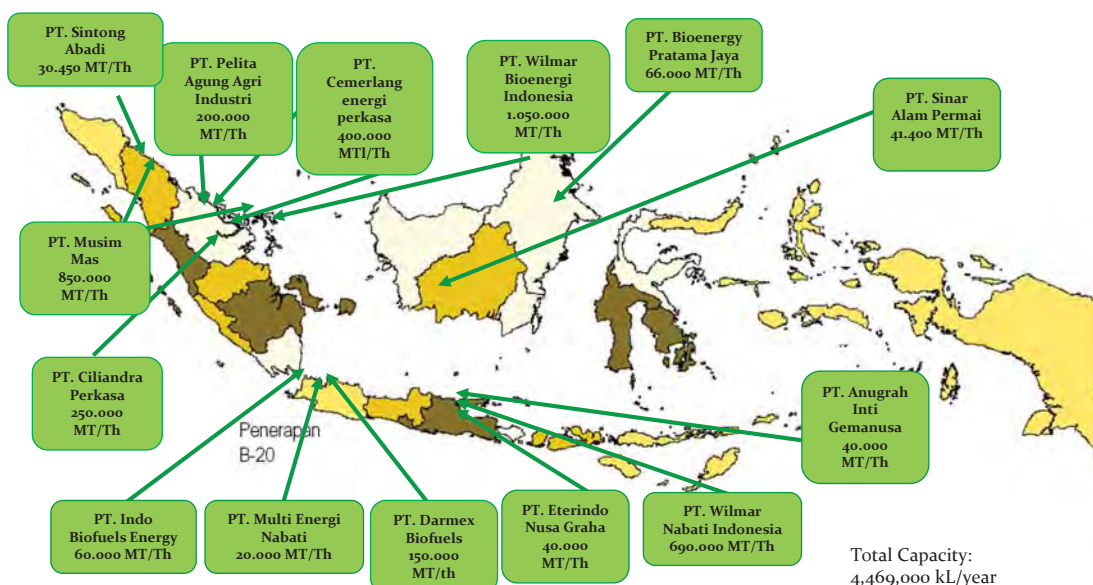 PT. Sintong
Abadi
30.450 MT/Th
PT. Pelita
Agung Agri
Industri
200.000
MT/Th
PT.
Cemerlang
energi
perkasa
400.000
MTl/Th
PT. Wilmar
Bioenergi
Indonesia
1.050.000
MT/Th
PT. Bioenergy
Pratama Jaya
66.000 MT/Th
PT. Sinar
Alam Permai
41.400 MT/Th
PT. Musim
Mas
850.000
MT/Th
PT. Ciliandra
Perkasa
250.000
MT/Th
Penerapan
B-20
PT. Anugrah
Inti
Gemanusa
40.000
MT/Th
PT. Indo
Biofuels Energy
60.000 MT/Th
PT. Multi Energi
Nabati
20.000 MT/Th
PT. Darmex
Biofuels
150.000
MT/th
PT. Eterindo
Nusa Graha
40.000
MT/Th
PT. Wilmar
Nabati Indonesia
690.000 MT/Th
Total Capacity:
4,469,000 kL/year